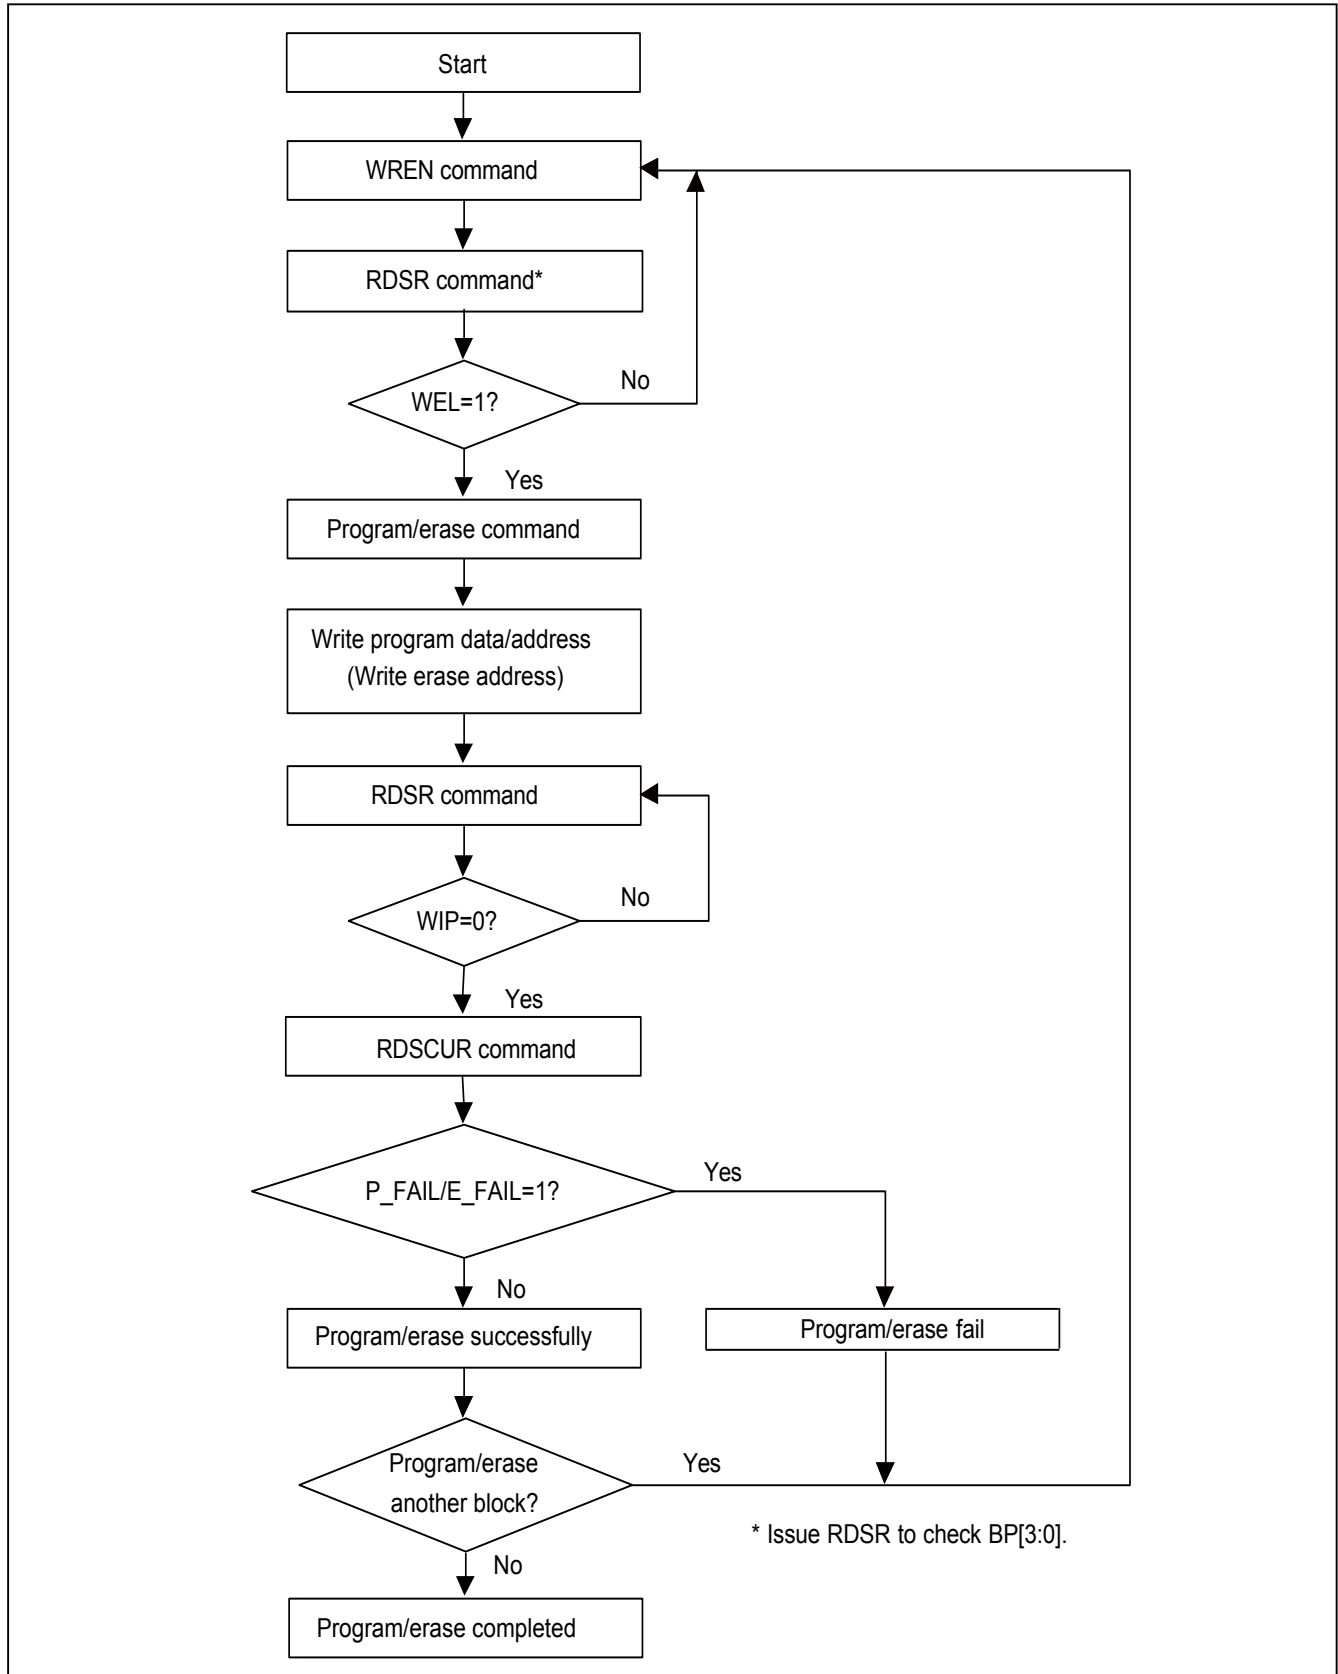 Start
WREN command
RDSR command*
WEL=1?
No
Yes
Program/erase command
Write program data/address
(Write erase address)
RDSR command
WIP=0?
No
Yes
RDSCUR command
P_FAIL/E_FAIL=1?
Yes
No
Program/erase successfully
Program/erase fail
Program/erase
another block?
Yes
* Issue RDSR to check BP[3:0].
No
Program/erase completed